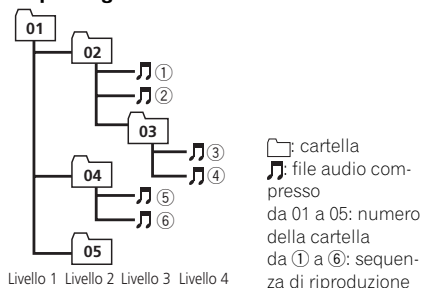 01
02
①
②
03
③
④
04
⑤
⑥
05
Livello 1 Livello 2 Livello 3 Livello 4
: cartella
: file audio com-
presso
da 01 a 05: numero
della cartella
da ① a ⑥: sequen-
za di riproduzione